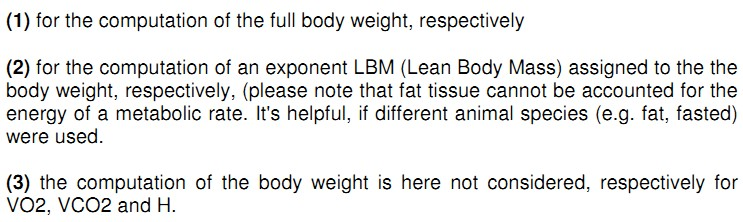 (1) for the computation of the full body weight, respectively
(2) for the computation of an exponent LBM (Lean Body Mass) assigned to the the
body weight, respectively, (please note that fat tissue cannot be accounted for the
energy of a metabolic rate. It's helpful, if different animal species (e.g. fat, fasted)
were used.
(3) the computation of the body weight is here not considered, respectively for
VO2, VCO2 and H.